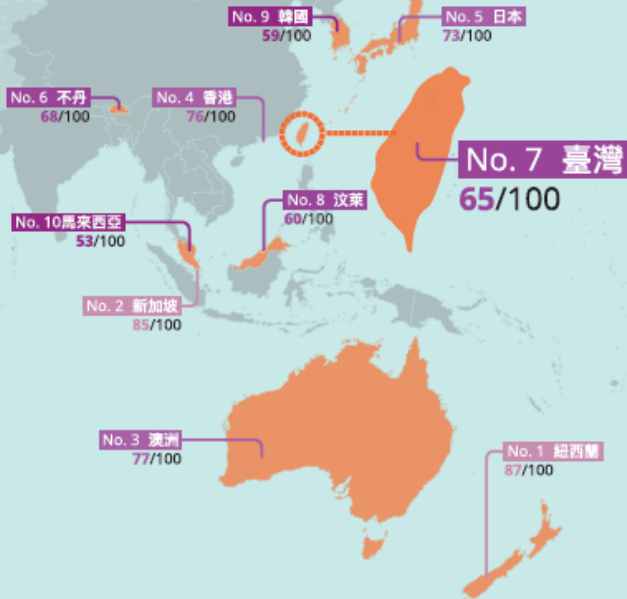 No. 9 韓國
59/100
No. 5 日本
73/100
No. 6 不丹
68/100
No. 4 香港
76/100
No. 7 臺灣
65/100
No. 8 汶萊
60/100
No. 10馬來西亞
53/100
No. 2 新加坡
85/100
No. 3 澳洲
77/100
No. 1 紐西蘭
87/100